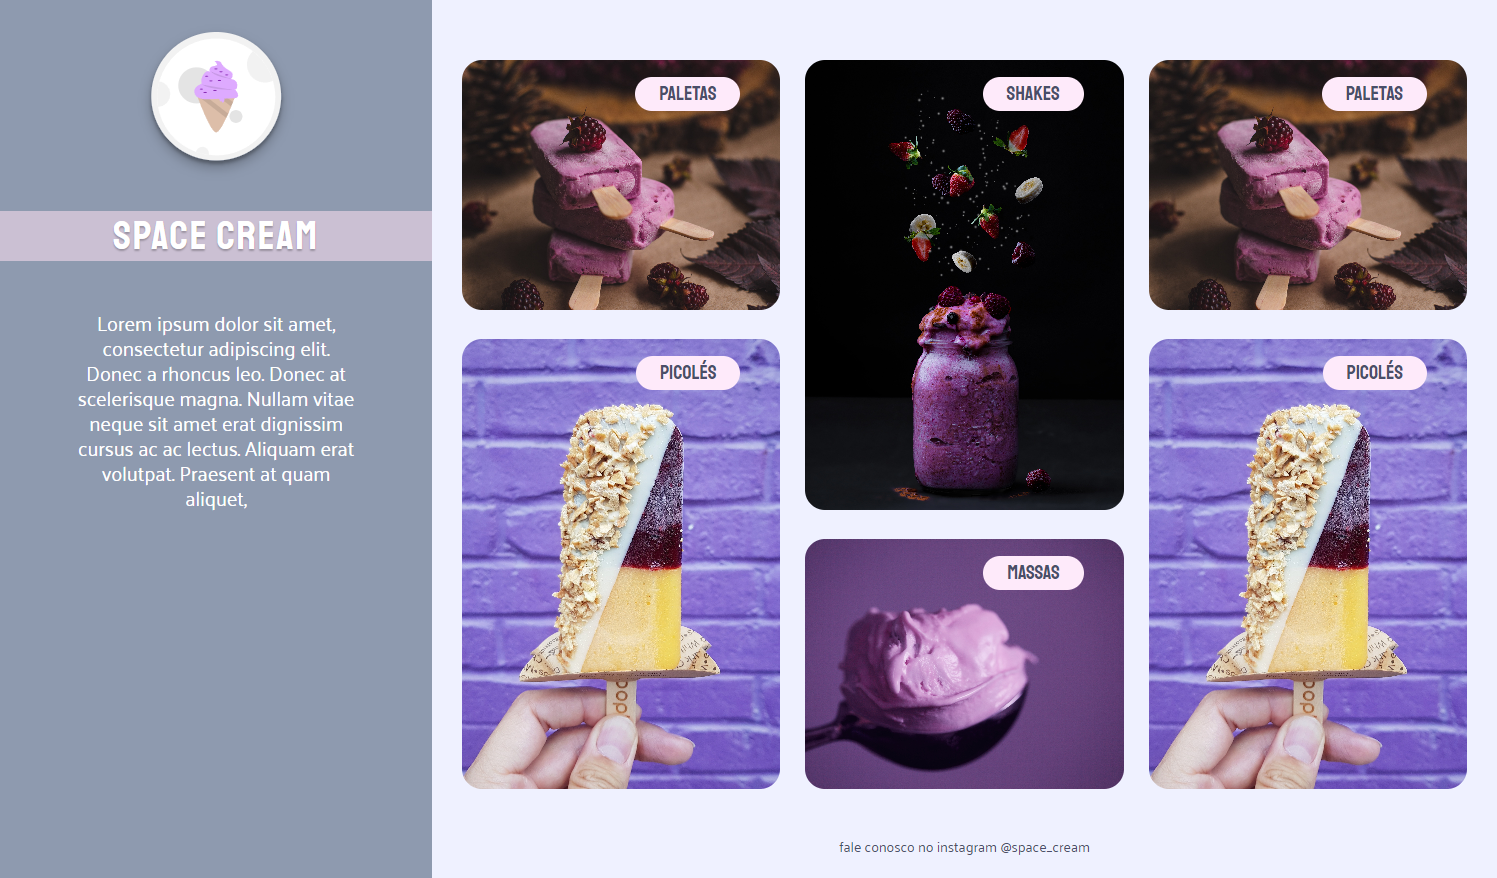 SPACE CREAM
Lorem ipsum dolor sit amet,
consectetur adipiscing elit.
Donec a rhoncus leo. Donec at
scelerisque magna. Nullam vitae
neque sit amet erat dignissim
cursus ac ac lectus. Aliquam erat
volutpat. Praesent at quam
aliquet,
PALETAS
SHAKES
PALETAS
PICOLÉS
PICOLÉS
MASSAS
fale conosco no instagram @space_cream